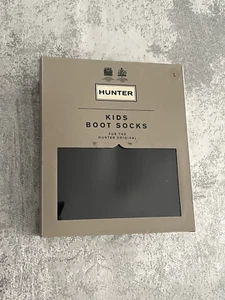 L
HUNTER
KIDS
BOOT SOCKS
FOR THE
HUNTER ORIGINAL